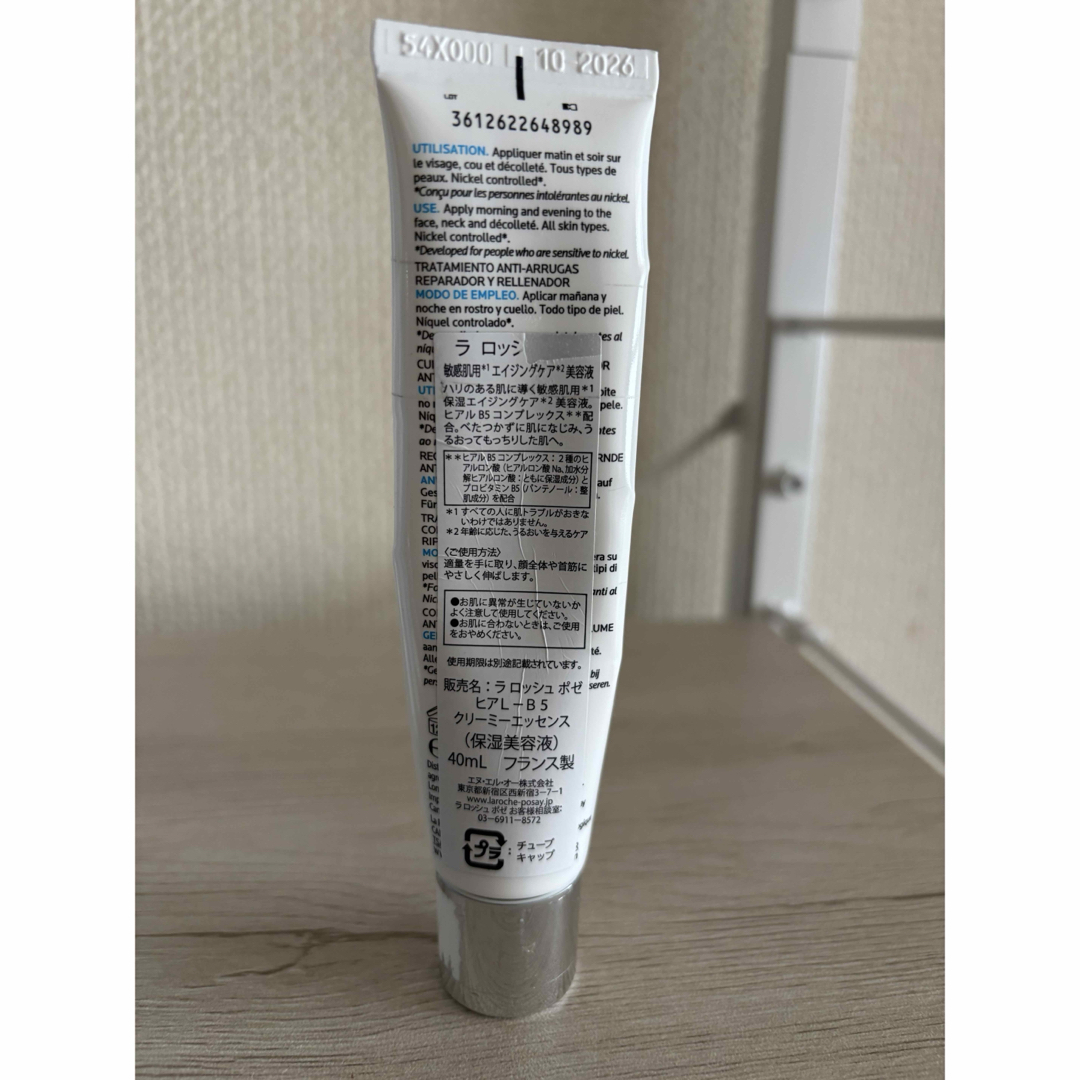 54X000 10 2026
LOT
3612622648989
UTILISATION. Appliquer matin et soir sur
le visage, cou et décolleté. Tous types de
peaux. Nickel controlled*.
*Conçu pour les personnes intolérantes au nickel.
USE. Apply morning and evening to the
face, neck and décolleté. All skin types.
Nickel controlled*.
*Developed for people who are sensitive to nickel.
TRATAMIENTO ANTI-ARRUGAS
REPARADOR Y RELLENADOR
MODO DE EMPLEO. Aplicar mañana y
noche en rostro y cuello. Todo tipo de piel.
Níquel controlado*.
ラ ロッシ
敏感肌用*1 エイジングケア*2 美容液
ハリのある肌に導く敏感肌用*1
保湿エイジングケア*2 美容液。
ヒアル B5 コンプレックス**配
合。べたつかずに肌になじみ、う
るおってもっちりした肌へ。
**ヒアル B5 コンプレックス：2 種のヒ
アルロン酸（ヒアルロン酸 Na、加水分
解ヒアルロン酸：ともに保湿成分）と
プロビタミン B5（パンテノール：整
肌成分）を配合
*1 すべての人に肌トラブルがおきな
いわけではありません。
*2 年齢に応じた、うるおいを与えるケア
〈ご使用方法〉
適量を手に取り、顔全体や首筋に
やさしく伸ばします。
●お肌に異常が生じていないか
よく注意して使用してください。
●お肌に合わないときは、ご使用
をおやめください。
使用期限は別途記載されています。
販売名：ラ ロッシュ ポゼ
ヒアL－B5
クリーミーエッセンス
（保湿美容液）
40mL フランス製
エヌ・エル・オー株式会社
東京都新宿区西新宿3-7-1
www.laroche-posay.jp
ラ ロッシュ ポゼ お客様相談室:
03-6911-8572
プラ : チューブ
キャップ